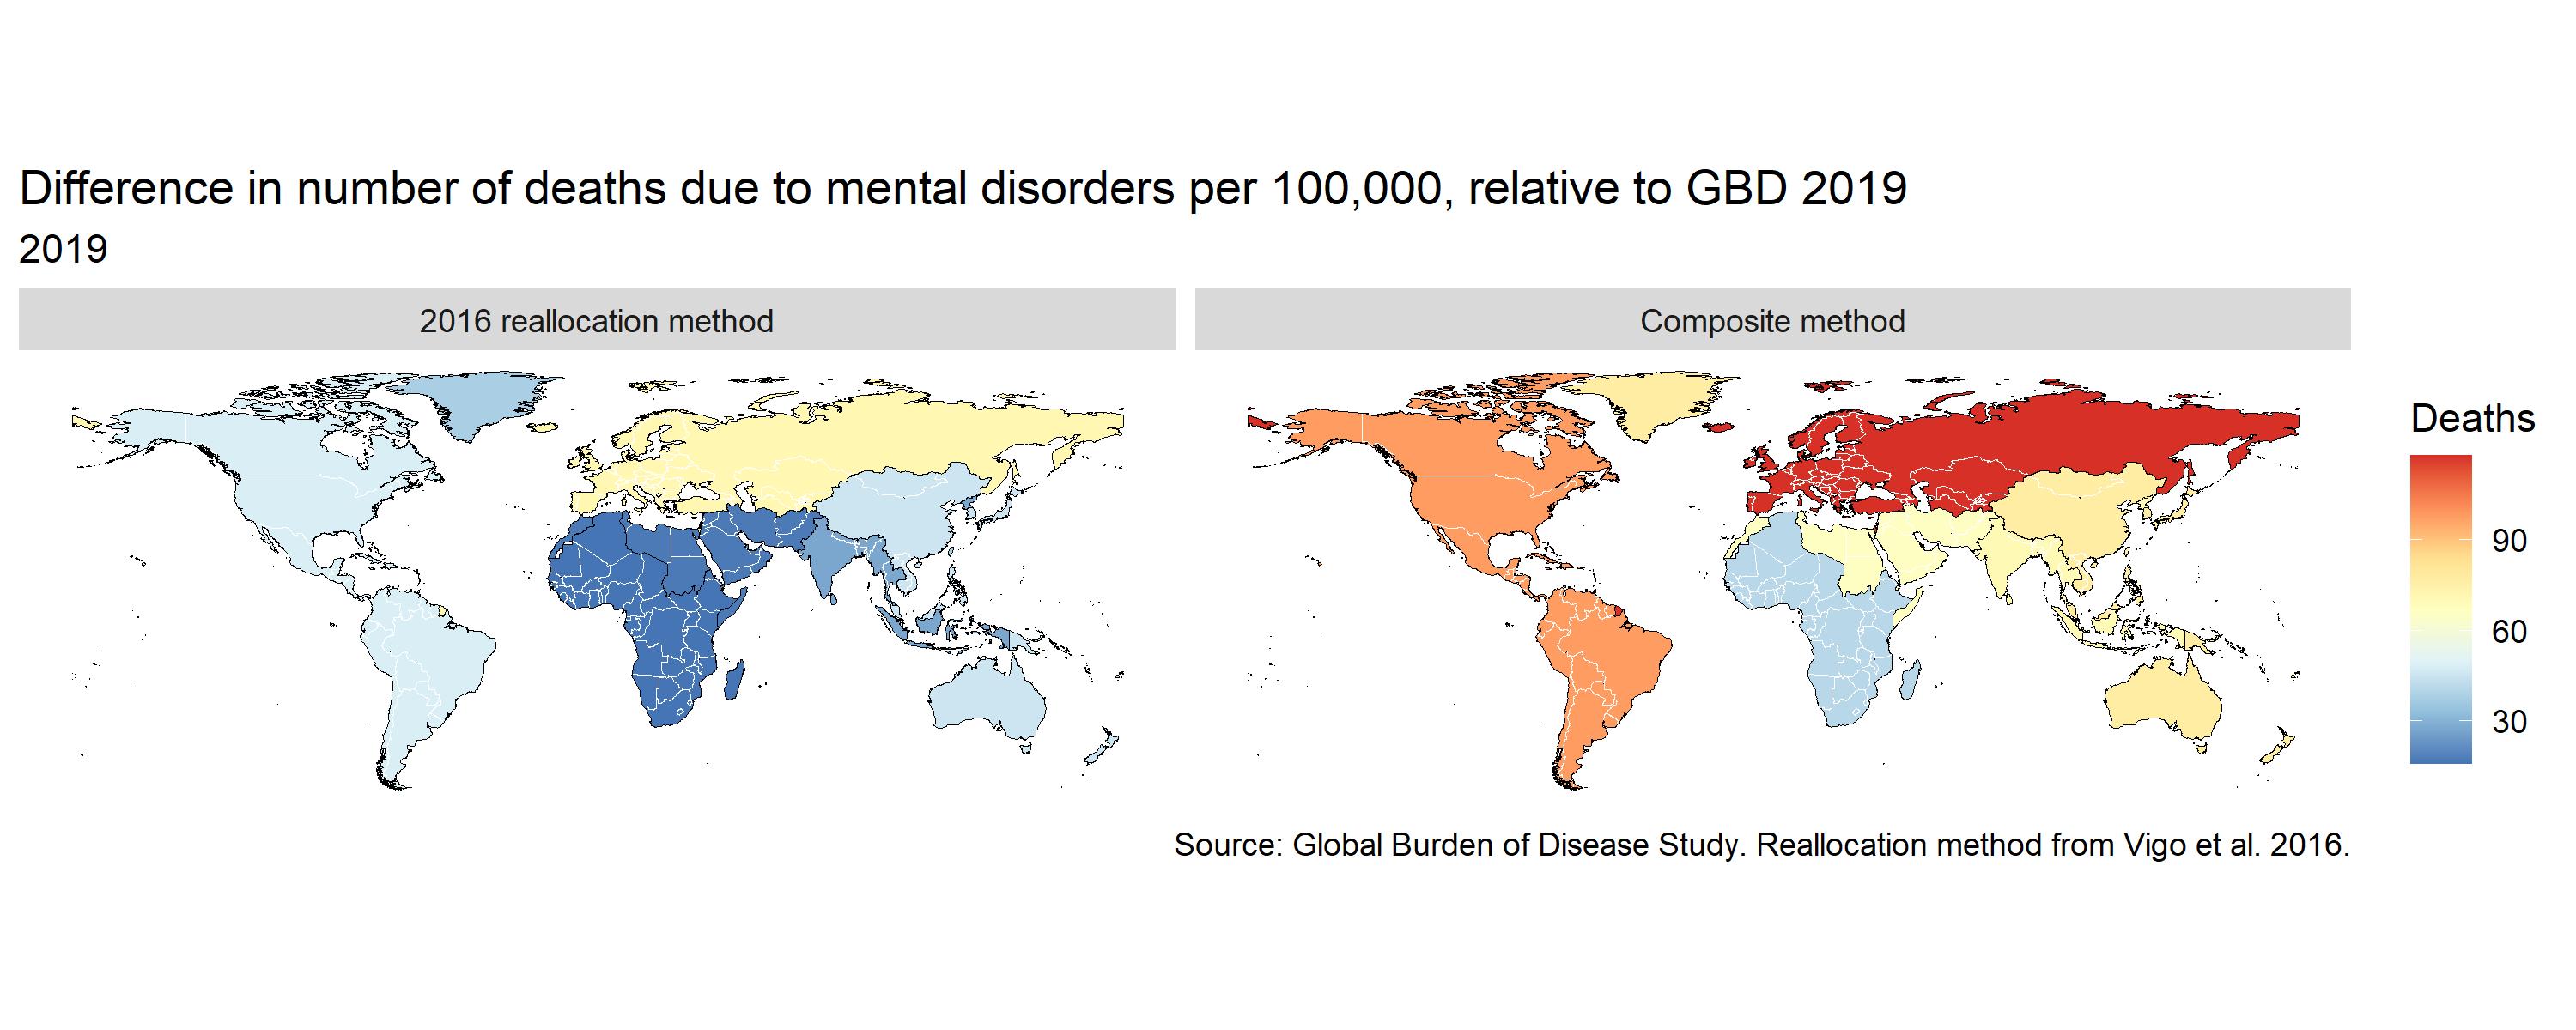 Difference in number of deaths due to mental disorders per 100,000, relative to GBD 2019
2019
2016 reallocation method
Composite method
Deaths
90
60
30
Source: Global Burden of Disease Study. Reallocation method from Vigo et al. 2016.